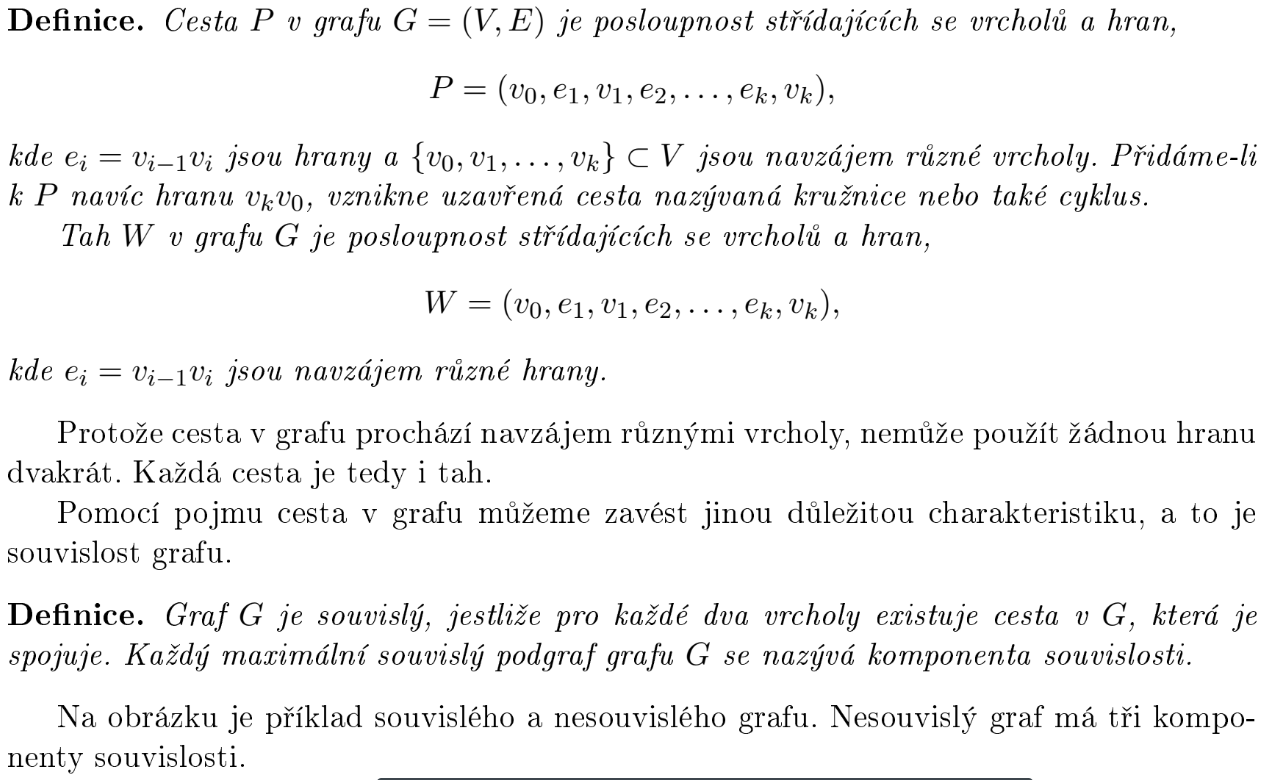 Definice. Cesta P v grafu G = (V, E) je posloupnost střídajících se vrcholů a hran,
P = (v₀, e₁, v₁, e₂, . . . , eₖ, vₖ),
kde eᵢ = vᵢ₋₁vᵢ jsou hrany a {v₀, v₁, . . . , vₖ} ⊂ V jsou navzájem různé vrcholy. Přidáme-li
k P navíc hranu vₖv₀, vznikne uzavřená cesta nazývaná kružnice nebo také cyklus.
Tah W v grafu G je posloupnost střídajících se vrcholů a hran,
W = (v₀, e₁, v₁, e₂, . . . , eₖ, vₖ),
kde eᵢ = vᵢ₋₁vᵢ jsou navzájem různé hrany.
Protože cesta v grafu prochází navzájem různými vrcholy, nemůže použít žádnou hranu
dvakrát. Každá cesta je tedy i tah.
Pomocí pojmu cesta v grafu můžeme zavést jinou důležitou charakteristiku, a to je
souvislost grafu.
Definice. Graf G je souvislý, jestliže pro každé dva vrcholy existuje cesta v G, která je
spojuje. Každý maximální souvislý podgraf grafu G se nazývá komponenta souvislosti.
Na obrázku je příklad souvislého a nesouvislého grafu. Nesouvislý graf má tři kompo-
nenty souvislosti.